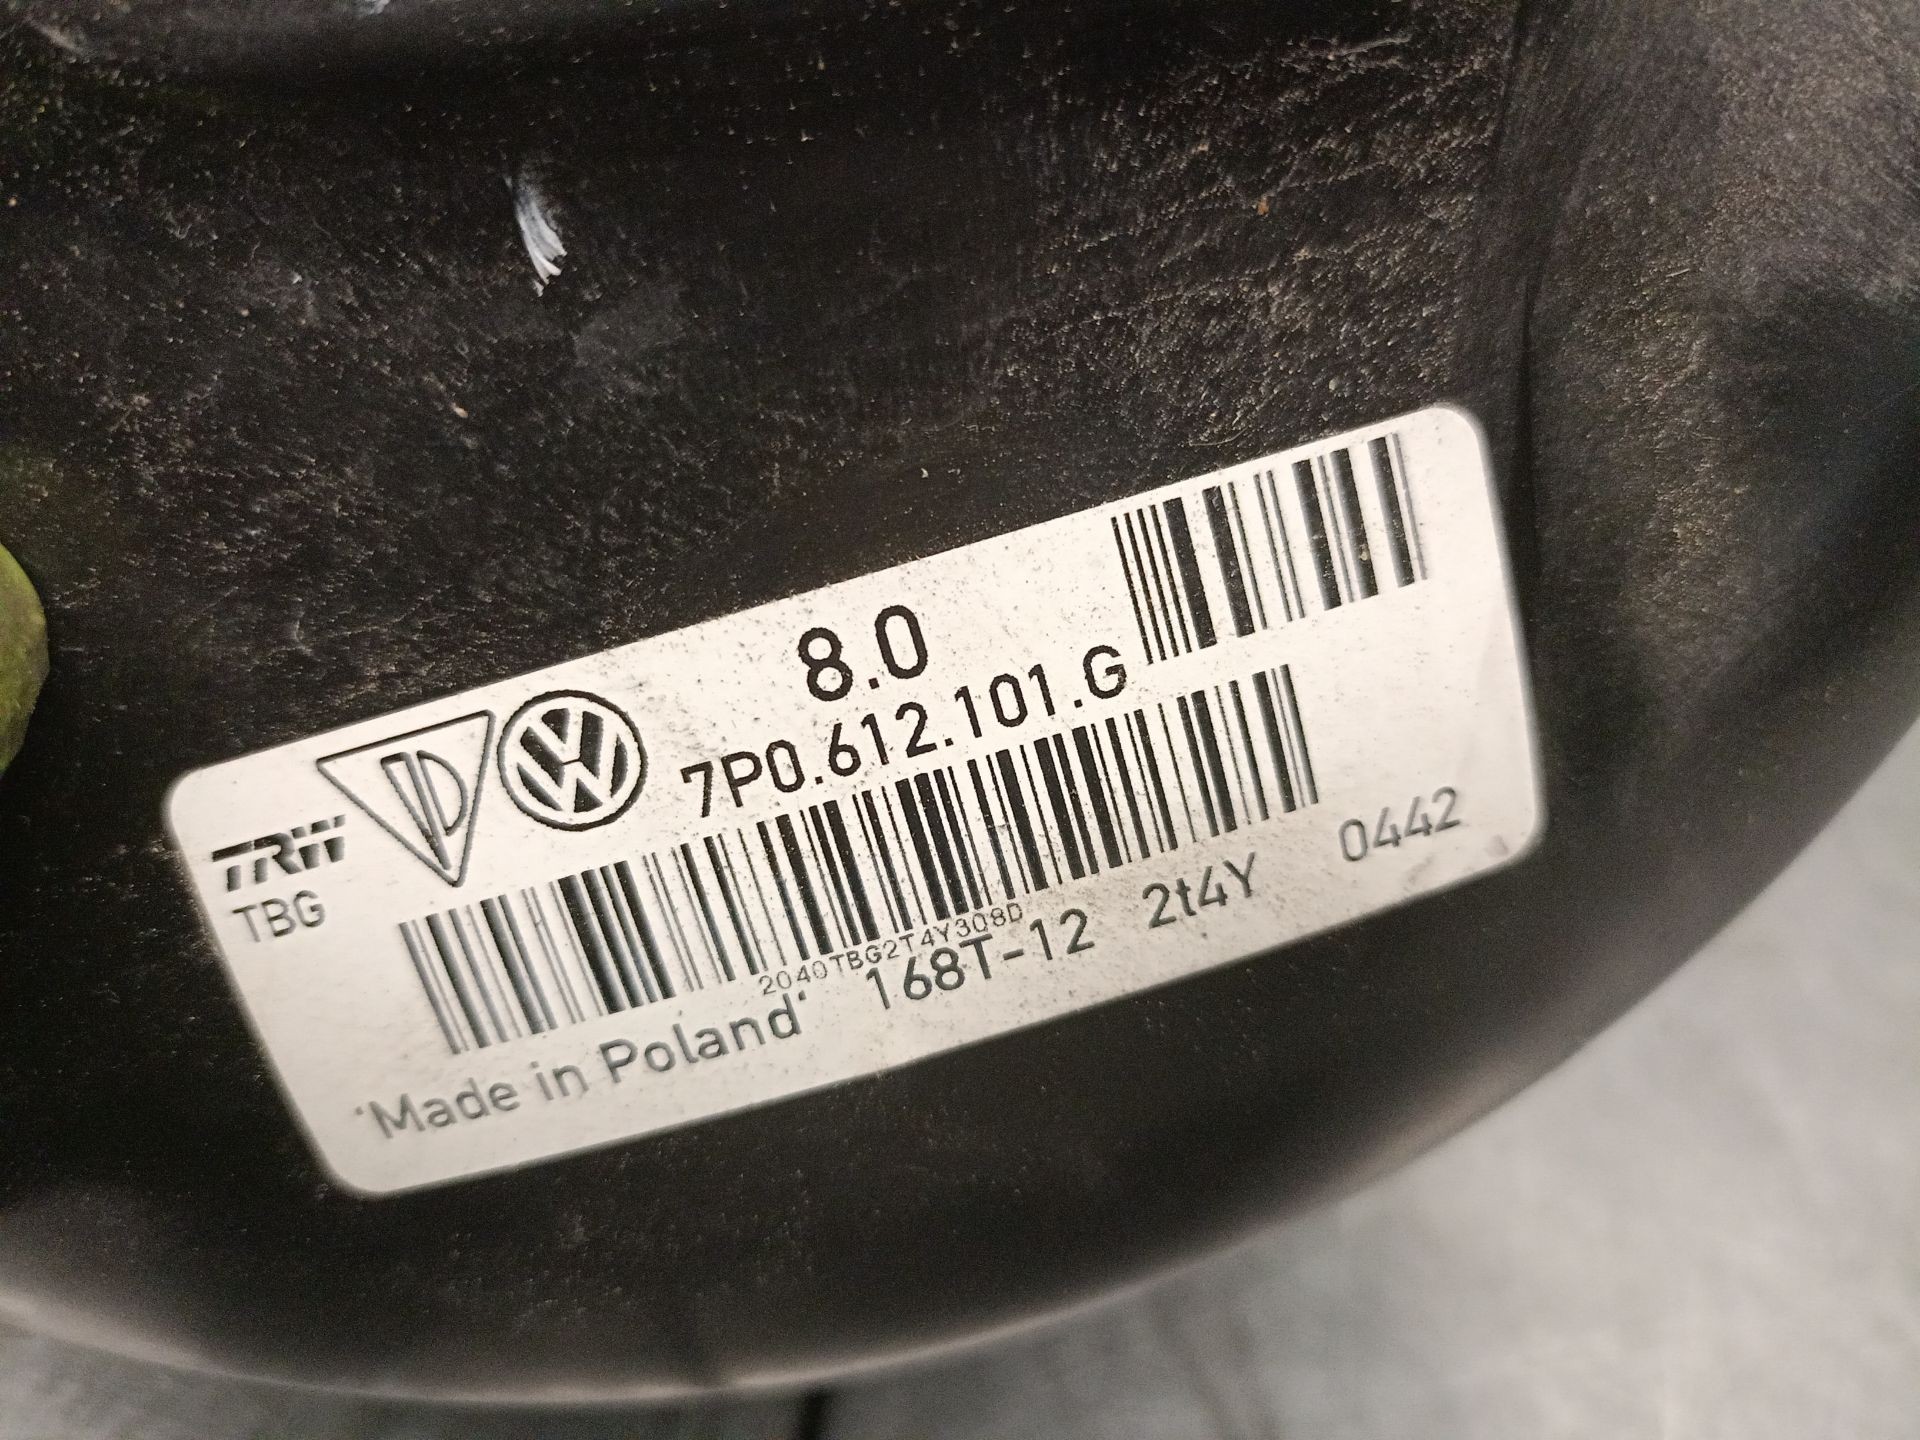 8.0
7P0.612.101.G
TRW
TBG
2040TBG2T4Y308D
'Made in Poland' 168T-12 2t4Y 0442